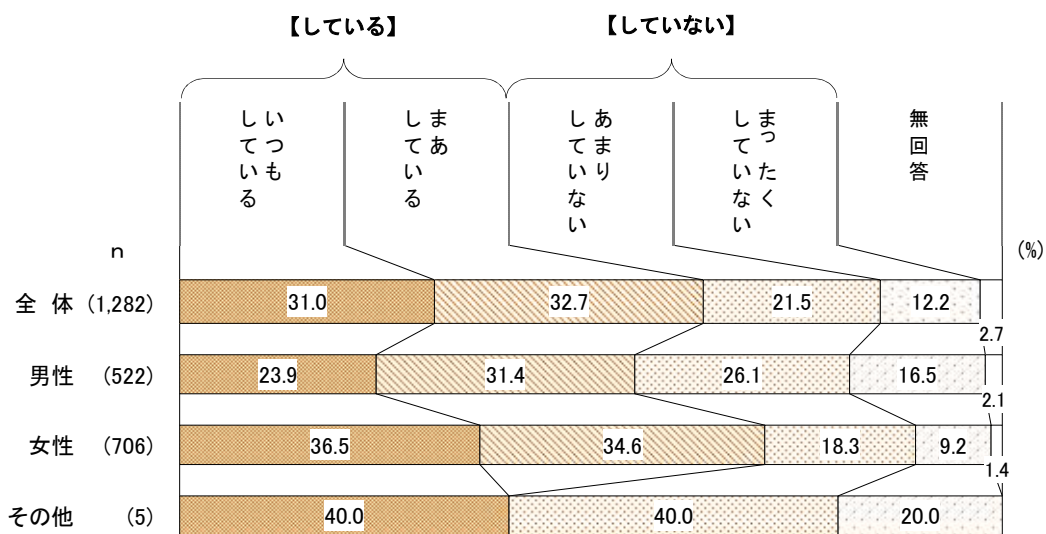 【している】 【していない】
いつも
している
まあ
している
あまり
していない
まったく
していない
無回答
n (%)
全 体 (1,282) 31.0 32.7 21.5 12.2 2.7
男性 (522) 23.9 31.4 26.1 16.5 2.1
女性 (706) 36.5 34.6 18.3 9.2 1.4
その他 (5) 40.0 40.0 20.0